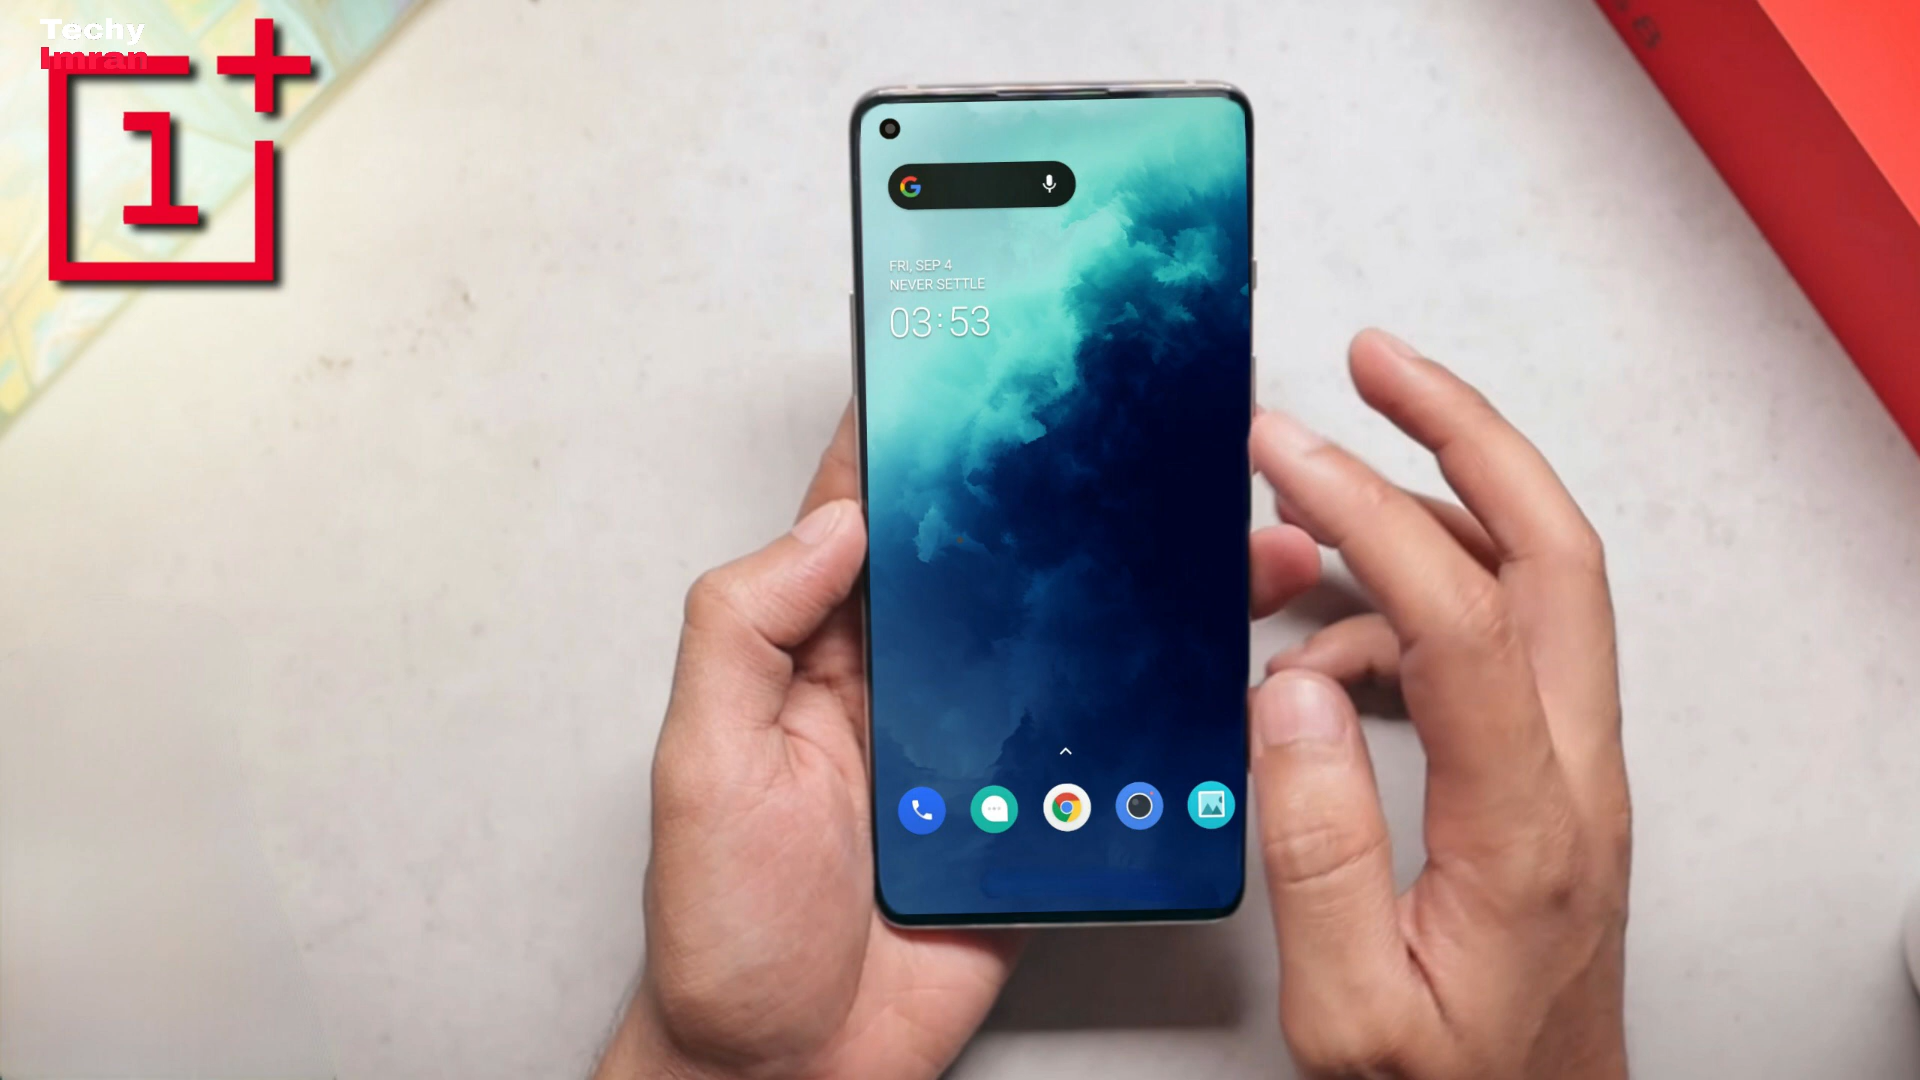 Techy
Imran
1+
FRI, SEP 4
NEVER SETTLE
03:53